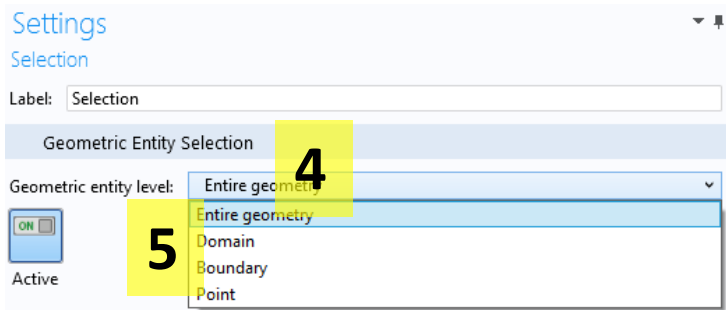 Settings
Selection
Label: Selection
Geometric Entity Selection
4
Geometric entity level: Entire geometry
ON
Entire geometry
5
Domain
Boundary
Active
Point